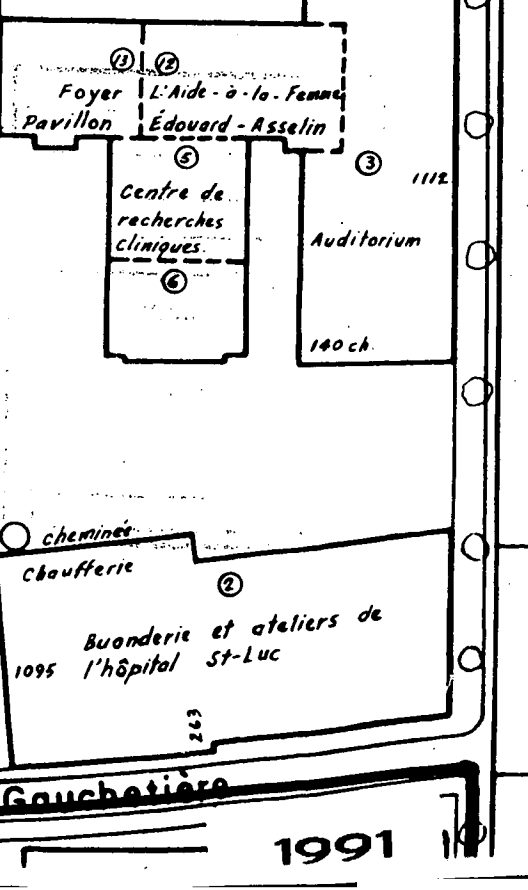 13 12
Foyer L'Aide-à-la-Femme
Pavillon Édouard-Asselin
5
3
1112
Centre de
recherches
cliniques
Auditorium
6
140 ch.
cheminée
Chaufferie
2
Buanderie et ateliers de
1095 l'hôpital St-Luc
263
Gauchetière
1991